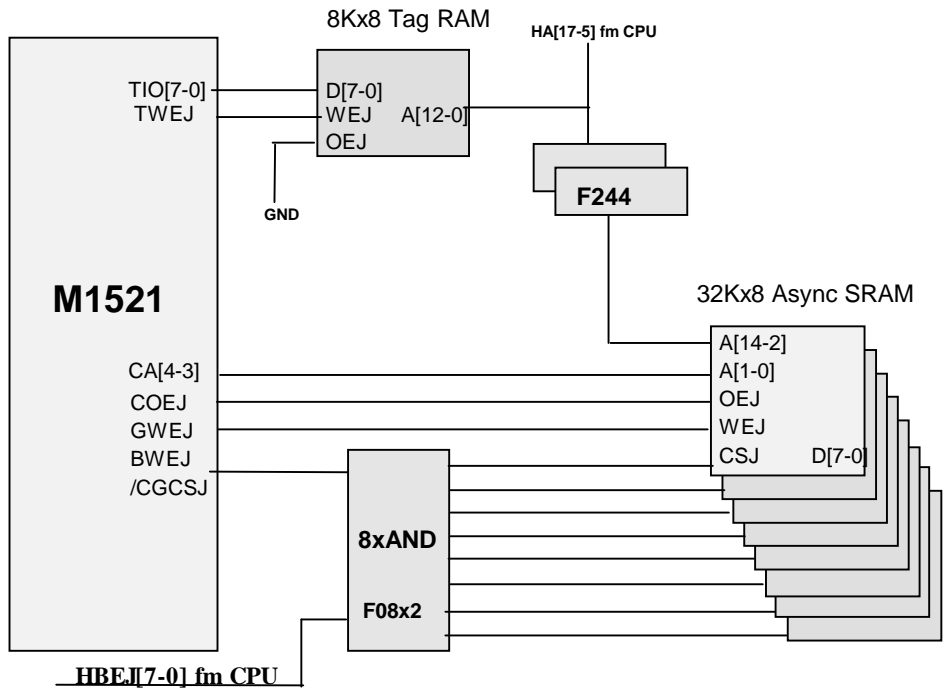 8Kx8 Tag RAM
HA[17-5] fm CPU
TIO[7-0]
TWEJ
D[7-0]
WEJ
A[12-0]
OEJ
GND
F244
M1521
32Kx8 Async SRAM
A[14-2]
CA[4-3]
A[1-0]
COEJ
OEJ
GWEJ
WEJ
BWEJ
CSJ
D[7-0]
/CGCSJ
8xAND
F08x2
HBEJ[7-0] fm CPU